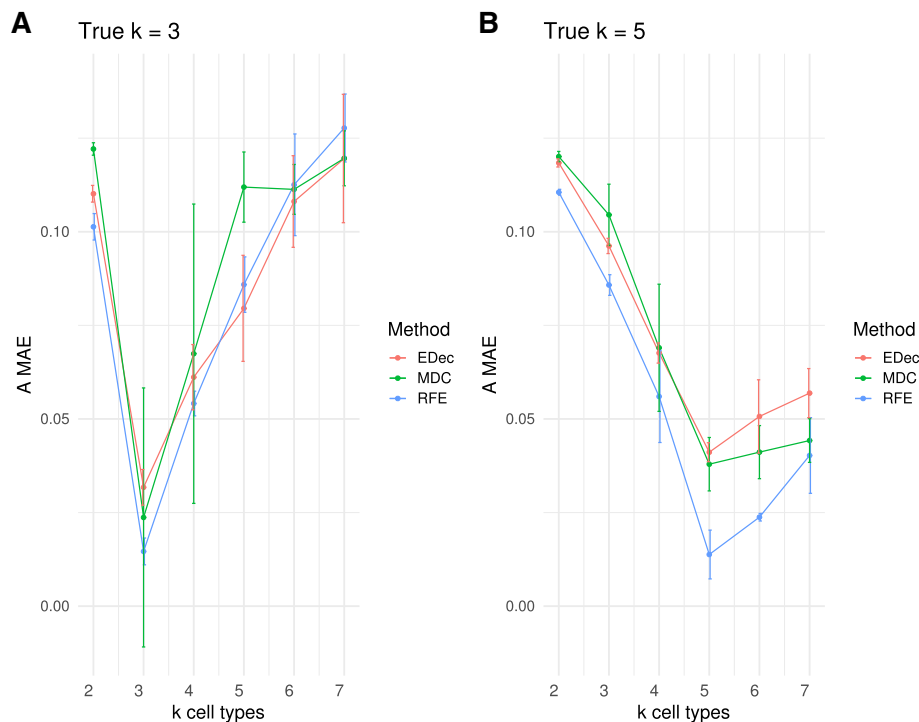 A
True k = 3
0.10
0.05
0.00
A MAE
2 3 4 5 6 7
k cell types
Method
EDec
MDC
RFE
B
True k = 5
0.10
0.05
0.00
A MAE
2 3 4 5 6 7
k cell types
Method
EDec
MDC
RFE